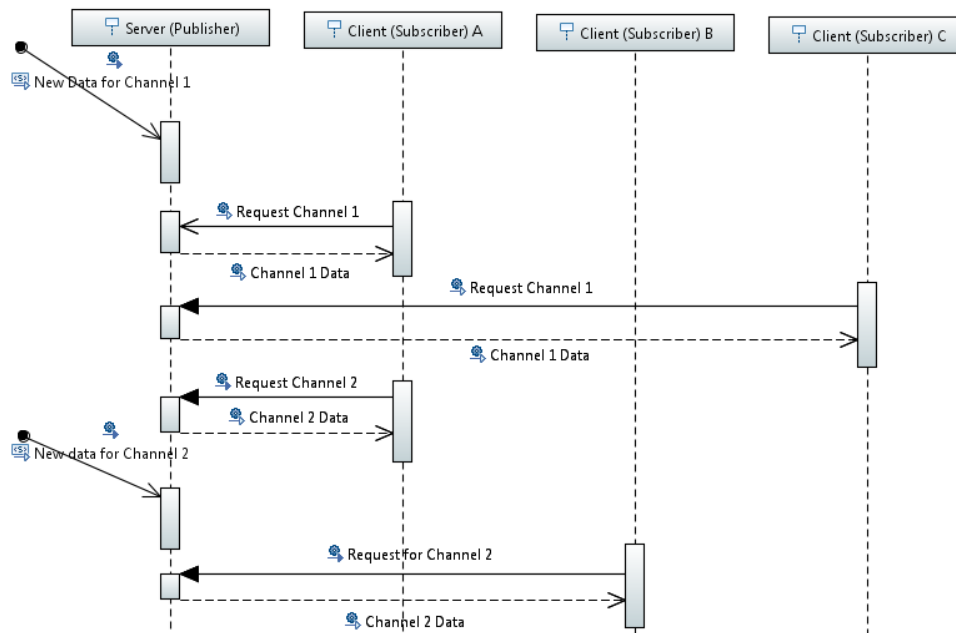 Server (Publisher)
Client (Subscriber) A
Client (Subscriber) B
Client (Subscriber) C
New Data for Channel 1
Request Channel 1
Channel 1 Data
Request Channel 1
Channel 1 Data
Request Channel 2
Channel 2 Data
New data for Channel 2
Request for Channel 2
Channel 2 Data